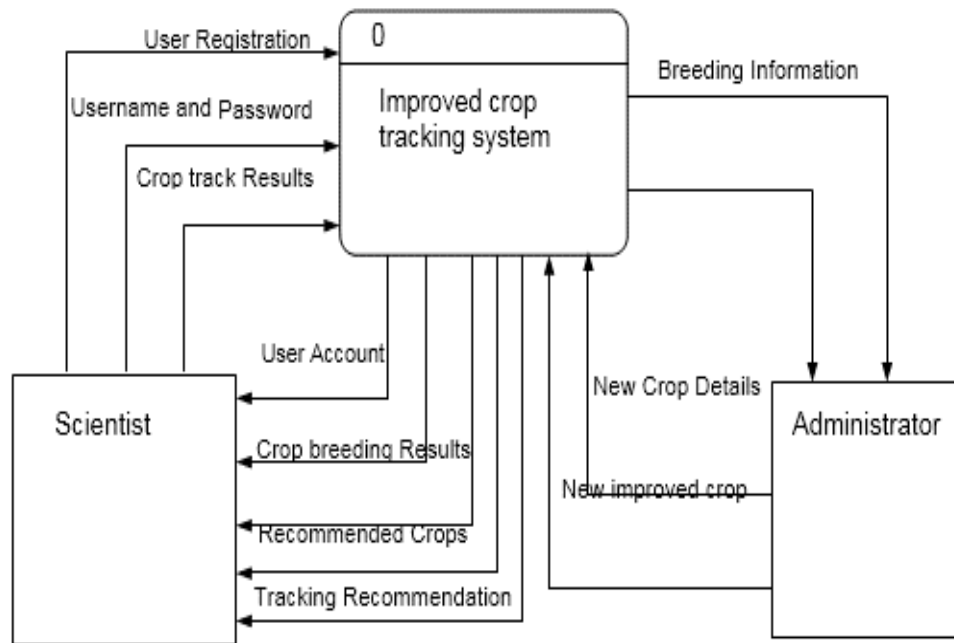 User Registration
0
Breeding Information
Improved crop
tracking system
Username and Password
Crop track Results
User Account
New Crop Details
Scientist
Administrator
Crop breeding Results
New improved crop
Recommended Crops
Tracking Recommendation